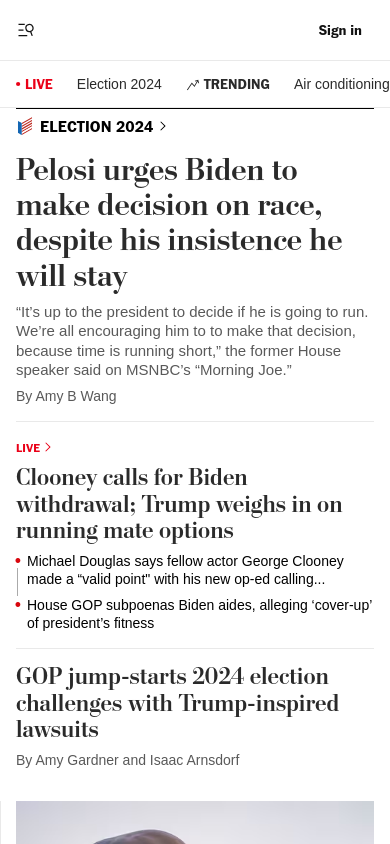 Sign in
LIVE Election 2024 TRENDING Air conditioning
ELECTION 2024
Pelosi urges Biden to
make decision on race,
despite his insistence he
will stay
“It’s up to the president to decide if he is going to run.
We’re all encouraging him to to make that decision,
because time is running short,” the former House
speaker said on MSNBC’s “Morning Joe.”
By Amy B Wang
LIVE
Clooney calls for Biden
withdrawal; Trump weighs in on
running mate options
Michael Douglas says fellow actor George Clooney
made a “valid point" with his new op-ed calling...
House GOP subpoenas Biden aides, alleging ‘cover-up’
of president’s fitness
GOP jump-starts 2024 election
challenges with Trump-inspired
lawsuits
By Amy Gardner and Isaac Arnsdorf